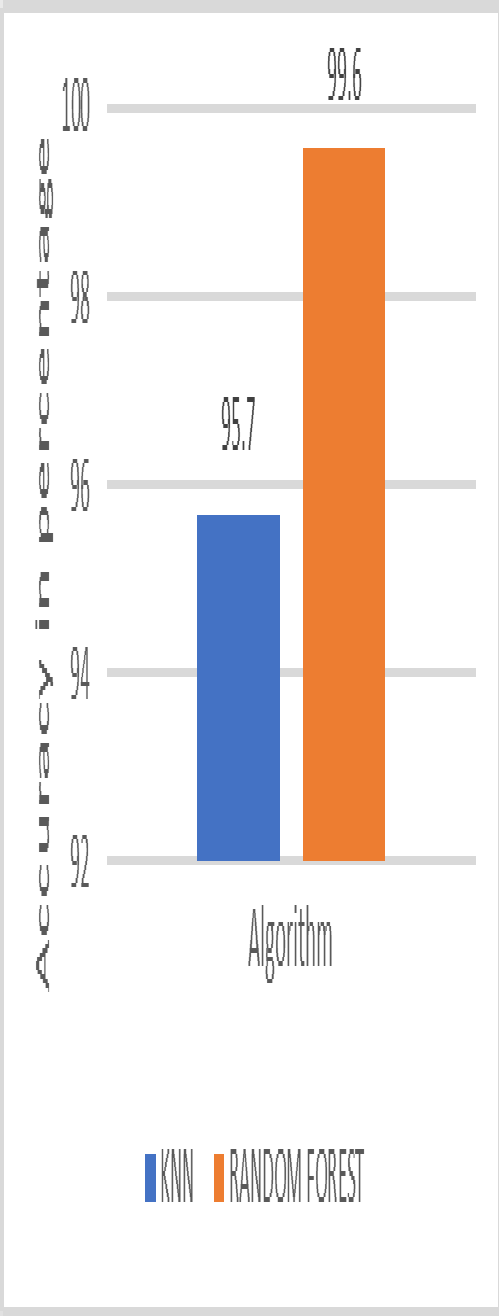 99.6
100
98
95.7
96
94
92
Accuracy in percentage
Algorithm
KNN RANDOM FOREST